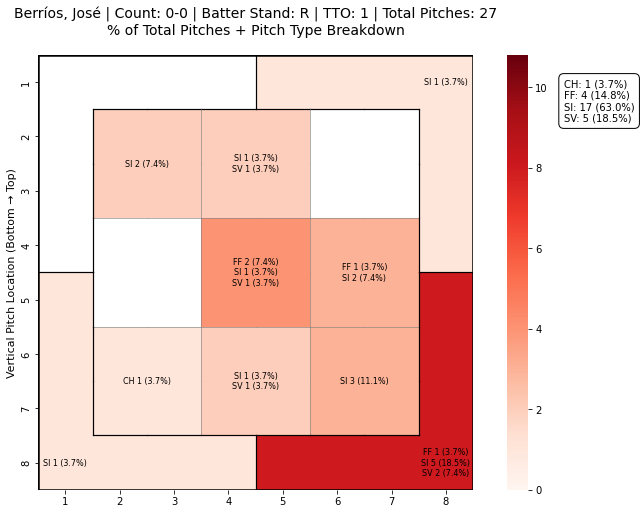 Berríos, José | Count: 0-0 | Batter Stand: R | TTO: 1 | Total Pitches: 27
% of Total Pitches + Pitch Type Breakdown
Vertical Pitch Location (Bottom → Top)
1
2
3
4
5
6
7
8
SI 1 (3.7%)
SI 2 (7.4%)
SI 1 (3.7%)
SV 1 (3.7%)
FF 2 (7.4%)
SI 1 (3.7%)
SV 1 (3.7%)
FF 1 (3.7%)
SI 2 (7.4%)
CH 1 (3.7%)
SI 1 (3.7%)
SV 1 (3.7%)
SI 3 (11.1%)
SI 1 (3.7%)
FF 1 (3.7%)
SI 5 (18.5%)
SV 2 (7.4%)
1 2 3 4 5 6 7 8
10
8
6
4
2
0
CH: 1 (3.7%)
FF: 4 (14.8%)
SI: 17 (63.0%)
SV: 5 (18.5%)